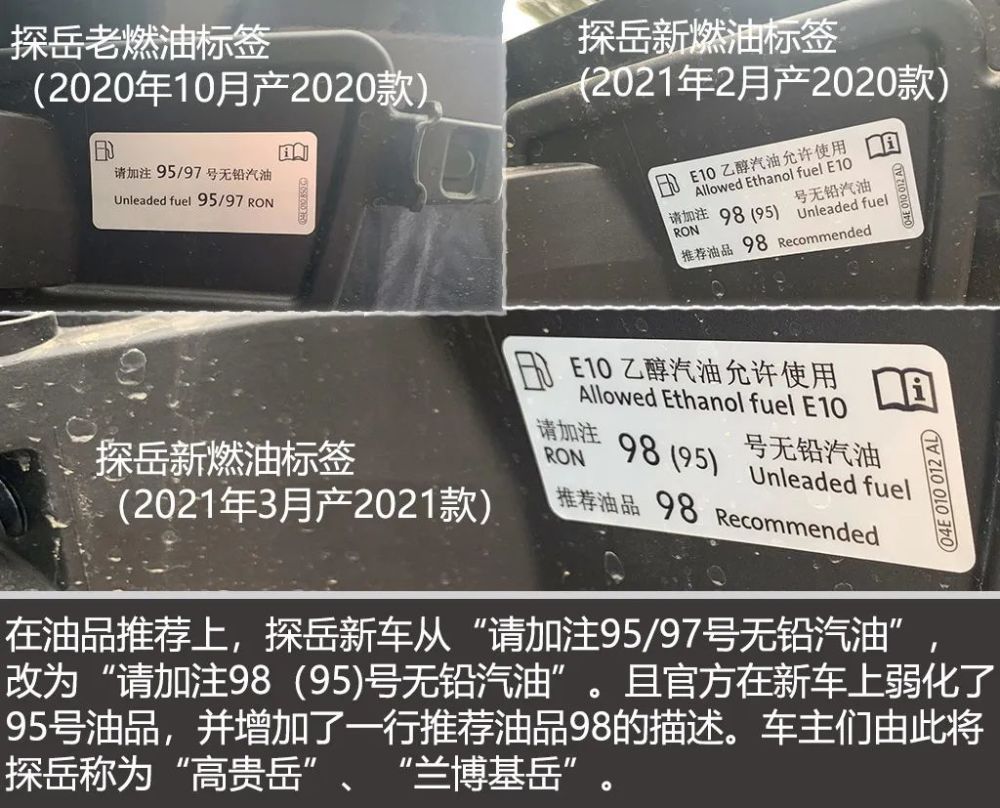 探岳老燃油标签
（2020年10月产2020款）
请加注 95/97 号无铅汽油
Unleaded fuel 95/97 RON
探岳新燃油标签
(2021年2月产2020款）
E10 乙醇汽油允许使用
Allowed Ethanol fuel E10
请加注 98 (95) 号无铅汽油
RON Unleaded fuel
推荐油品 98 Recommended
04E 010 012 AL
探岳新燃油标签
（2021年3月产2021款）
E10 乙醇汽油允许使用
Allowed Ethanol fuel E10
请加注 98 (95) 号无铅汽油
RON Unleaded fuel
推荐油品 98 Recommended
04E 010 012 AL
在油品推荐上，探岳新车从“请加注95/97号无铅汽油”，
改为“请加注98（95)号无铅汽油”。且官方在新车上弱化了
95号油品，并增加了一行推荐油品98的描述。车主们由此将
探岳称为“高贵岳”、“兰博基岳”。